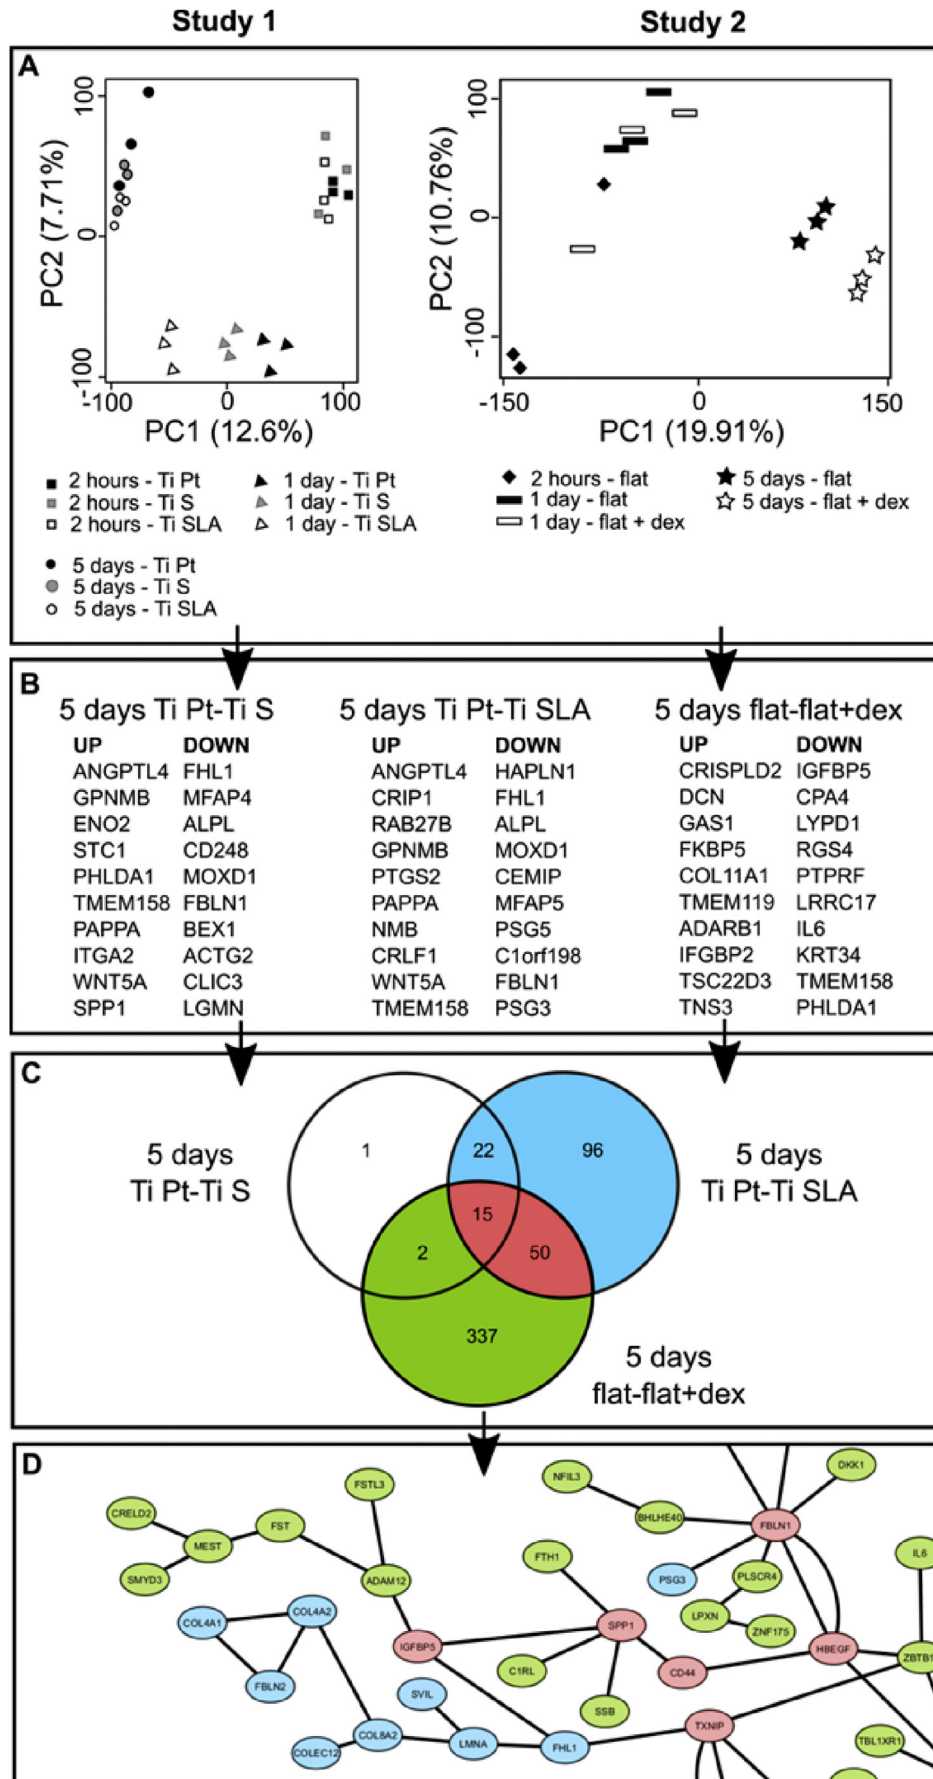 Study 1
Study 2
A
100
0
-100
PC2 (7.71%)
-100
0
100
PC1 (12.6%)
100
0
-100
PC2 (10.76%)
-150
0
150
PC1 (19.91%)
2 hours - Ti Pt
2 hours - Ti S
2 hours - Ti SLA
1 day - Ti Pt
1 day - Ti S
1 day - Ti SLA
5 days - Ti Pt
5 days - Ti S
5 days - Ti SLA
2 hours - flat
1 day - flat
1 day - flat + dex
5 days - flat
5 days - flat + dex
B
5 days Ti Pt-Ti S
UP DOWN
ANGPTL4 FHL1
GPNMB MFAP4
ENO2 ALPL
STC1 CD248
PHLDA1 MOXD1
TMEM158 FBLN1
PAPPA BEX1
ITGA2 ACTG2
WNT5A CLIC3
SPP1 LGMN
5 days Ti Pt-Ti SLA
UP DOWN
ANGPTL4 HAPLN1
CRIP1 FHL1
RAB27B ALPL
GPNMB MOXD1
PTGS2 CEMIP
PAPPA MFAP5
NMB PSG5
CRLF1 C1orf198
WNT5A FBLN1
TMEM158 PSG3
5 days flat-flat+dex
UP DOWN
CRISPLD2 IGFBP5
DCN CPA4
GAS1 LYPD1
FKBP5 RGS4
COL11A1 PTPRF
TMEM119 LRRC17
ADARB1 IL6
IFGBP2 KRT34
TSC22D3 TMEM158
TNS3 PHLDA1
C
5 days
Ti Pt-Ti S
1
22
96
15
2
50
337
5 days
Ti Pt-Ti SLA
5 days
flat-flat+dex
D
CRELD2
MEST
SMYD3
FST
FSTL3
ADAM12
NFIL3
BHLHE40
DKK1
FBLN1
IL6
FTH1
PSG3
PLSCR4
LPXN
ZNF175
COL4A1
COL4A2
FBLN2
IGFBP5
SPP1
C1RL
CD44
HBEGF
ZBTB1
SSB
SVIL
COLEC12
COL8A2
LMNA
FHL1
TXNIP
TBL1XR1